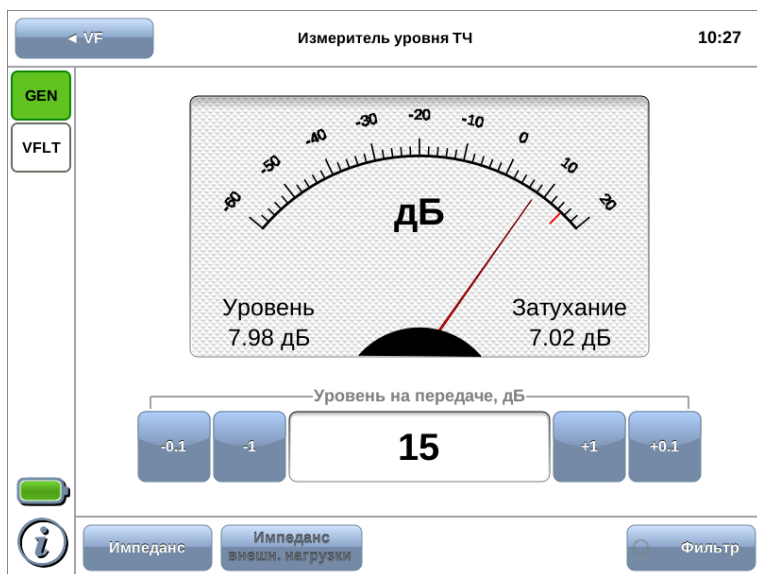 ◄ VF
Измеритель уровня ТЧ
10:27
GEN
VFLT
-60 -50 -40 -30 -20 -10 0 10 20
дБ
Уровень
7.98 дБ
Затухание
7.02 дБ
Уровень на передаче, дБ
-0.1 -1 15 +1 +0.1
i
Импеданс
Импеданс
внешн. нагрузки
Фильтр